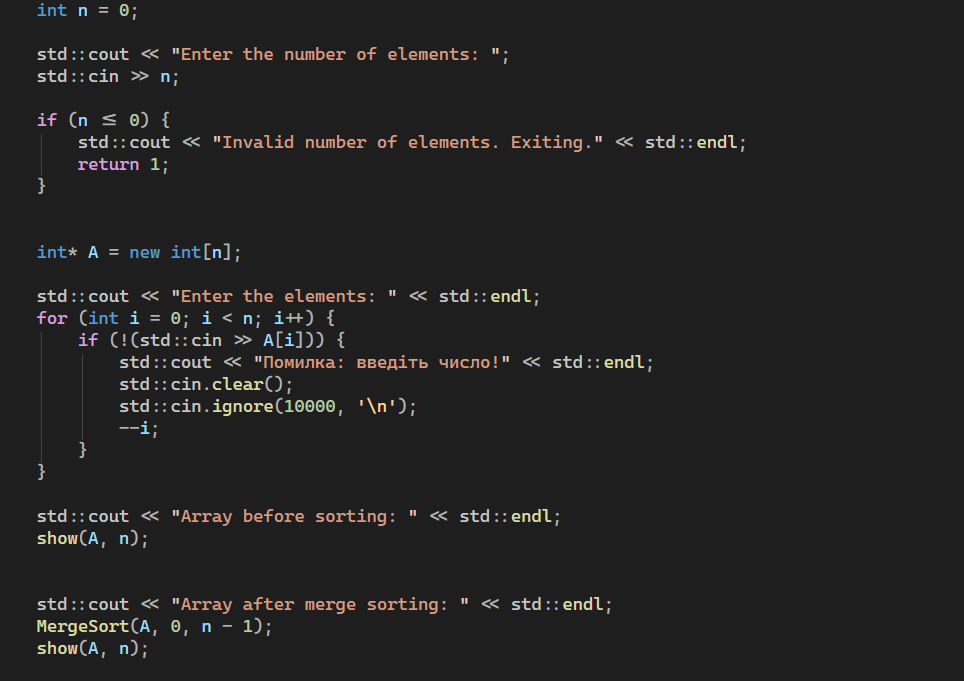 int n = 0;
std::cout << "Enter the number of elements: ";
std::cin >> n;
if (n <= 0) {
    std::cout << "Invalid number of elements. Exiting." << std::endl;
    return 1;
}
int* A = new int[n];
std::cout << "Enter the elements: " << std::endl;
for (int i = 0; i < n; i++) {
    if (!(std::cin >> A[i])) {
        std::cout << "Помилка: введіть число!" << std::endl;
        std::cin.clear();
        std::cin.ignore(10000, '\n');
        --i;
    }
}
std::cout << "Array before sorting: " << std::endl;
show(A, n);
std::cout << "Array after merge sorting: " << std::endl;
MergeSort(A, 0, n - 1);
show(A, n);